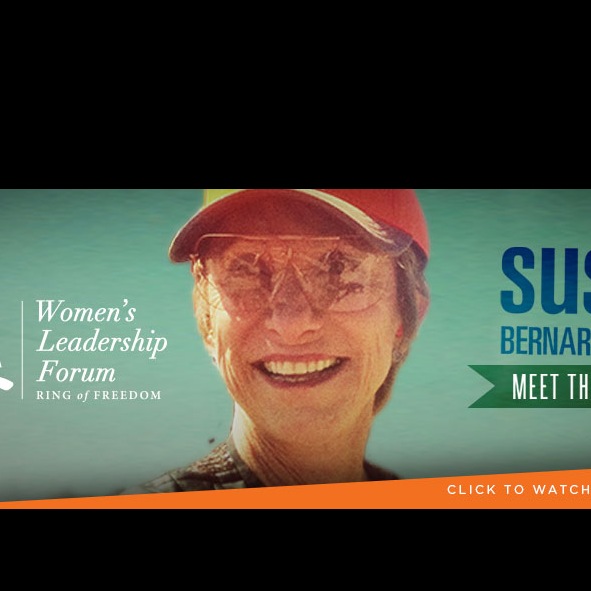 Women's
Leadership
Forum
RING of FREEDOM
SUS
BERNAR
MEET TH
CLICK TO WATCH